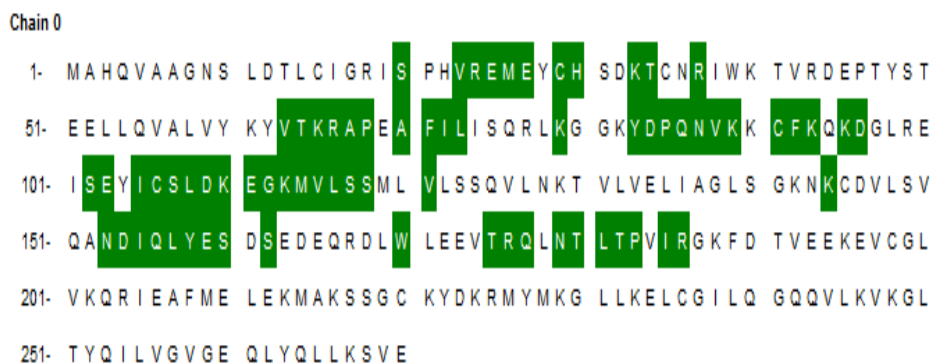 Chain 0
1- MAHQVAAGNS LDTLCIGRIS PHVREMEYCH SDKTCNRIWK TVRDEPTYST
51- EELLQVALVY KYVTKRAPEA FILISQRLKG GKYDPQNVKK CFKQKDGLRE
101- ISEYICSLDK EGKMVLSSML VLSSQVLNKT VLVELIAGLS GKNKCDVLSV
151- QANDIQLYES DSEDEQRDLW LEEVTRQLNT LTPVIRGKFD TVEEKEVCGL
201- VKQRIEAFME LEKMAKSSGC KYDKRMYMKG LLKELCGILQ GQQVLKVKGL
251- TYQILVGVGE QLYQLLKSVE